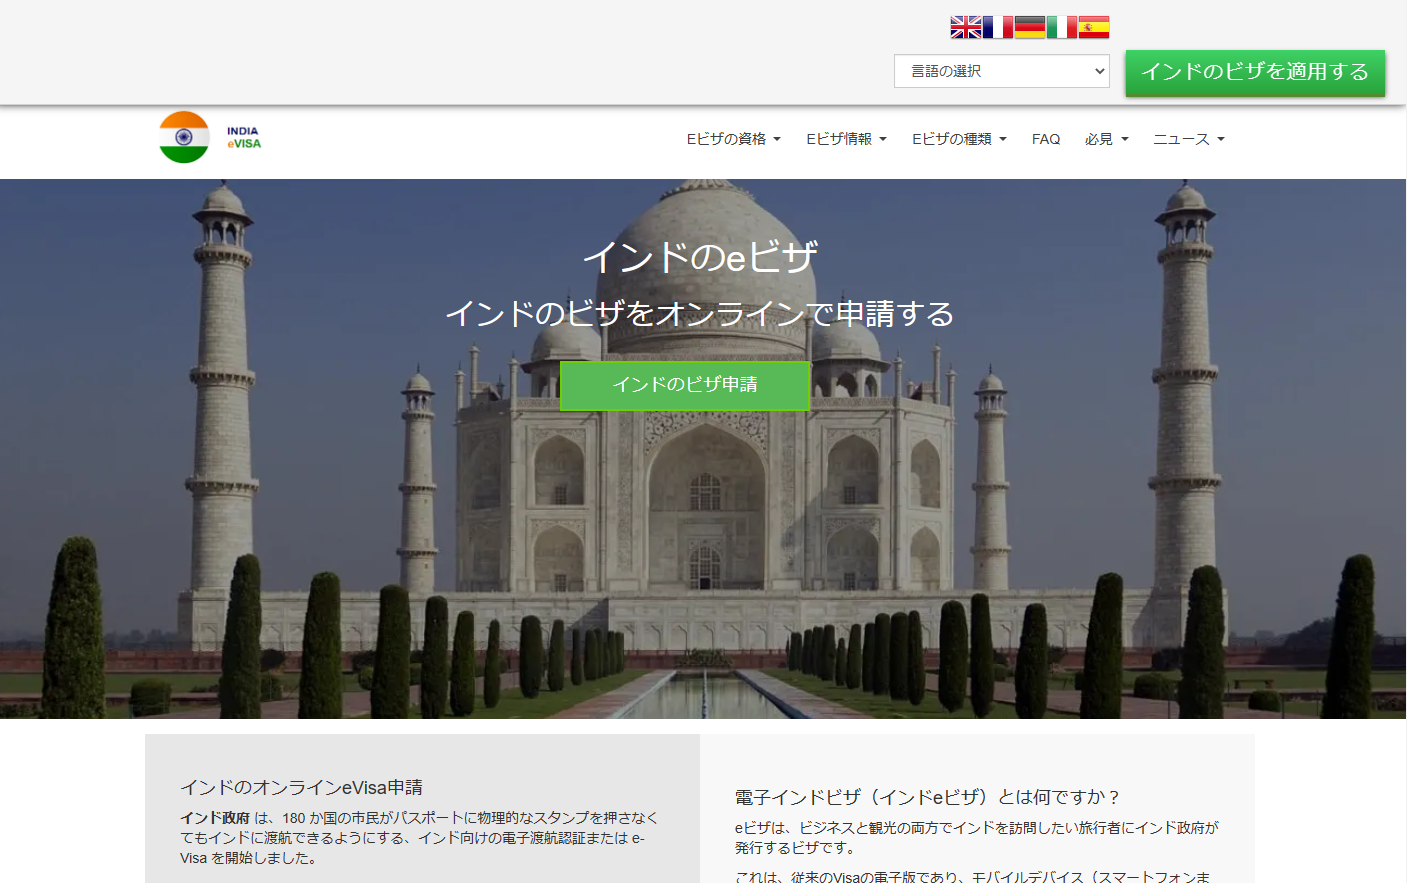 言語の選択
インドのビザを適用する
INDIA
eVISA
Eビザの資格
Eビザ情報
Eビザの種類
FAQ
必見
ニュース
インドのeビザ
インドのビザをオンラインで申請する
インドのビザ申請
インドのオンラインeVisa申請
インド政府 は、180 か国の市民がパスポートに物理的なスタンプを押さなく
てもインドに渡航できるようにする、インド向けの電子渡航認証または e-
Visa を開始しました。
電子インドビザ（インドeビザ）とは何ですか？
eビザは、ビジネスと観光の両方でインドを訪問したい旅行者にインド政府が
発行するビザです。
これは、従来のVisaの電子版であり、モバイルデバイス（スマートフォンま